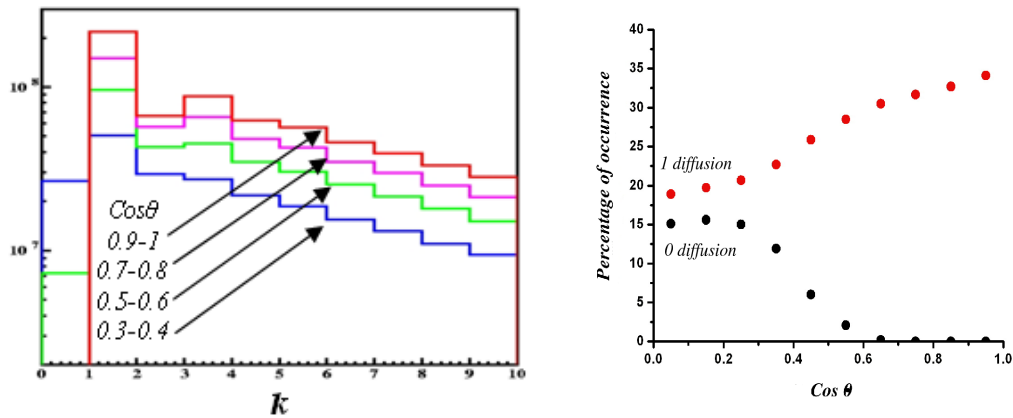 10⁸
10⁷
Cosθ
0.9-1
0.7-0.8
0.5-0.6
0.3-0.4
0 1 2 3 4 5 6 7 8 9 10
k
Percentage of occurrence
40
35
30
25
20
15
10
5
0
1 diffusion
0 diffusion
0.0 0.2 0.4 0.6 0.8 1.0
Cos θ